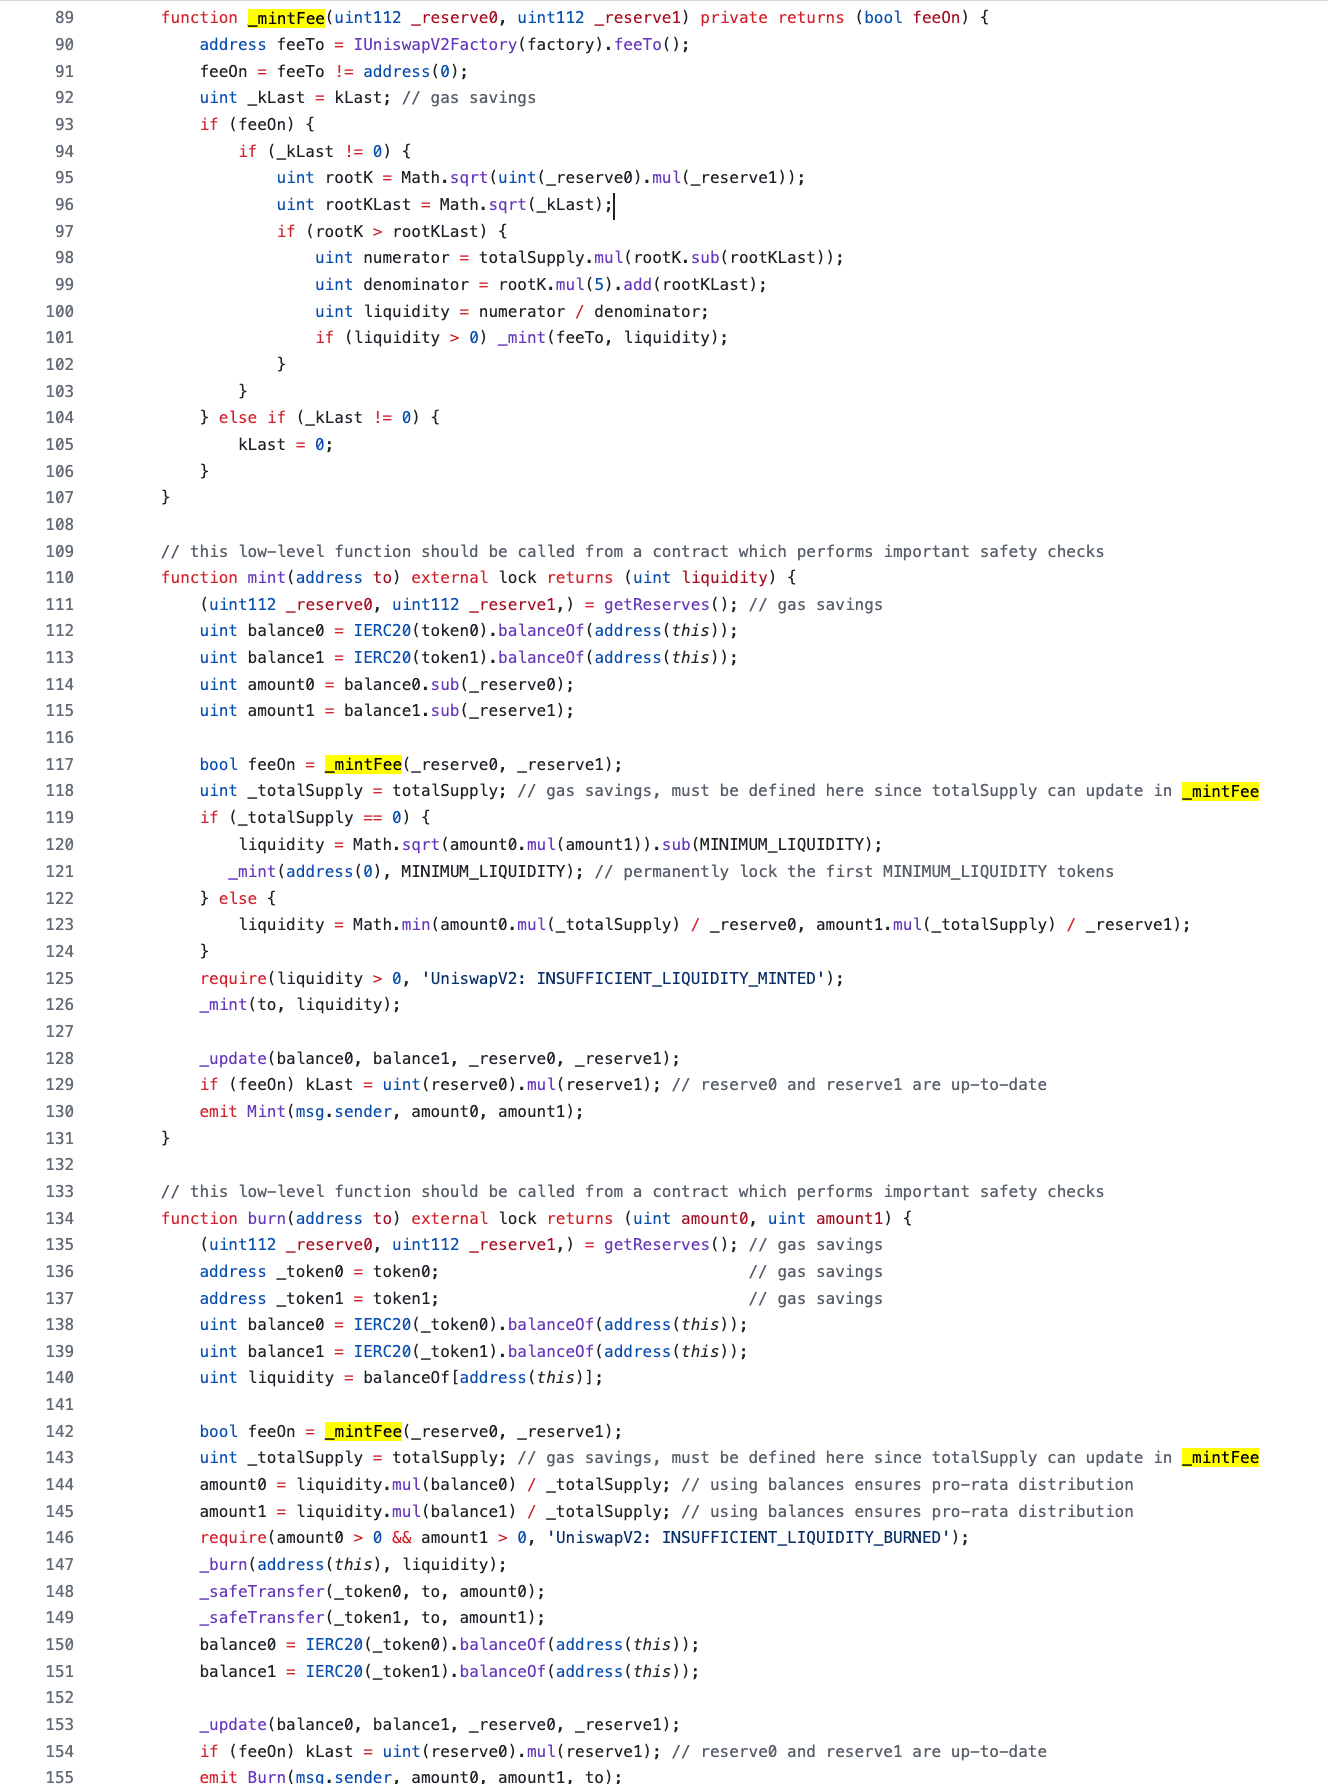 89 function _mintFee(uint112 _reserve0, uint112 _reserve1) private returns (bool feeOn) {
90 address feeTo = IUniswapV2Factory(factory).feeTo();
91 feeOn = feeTo != address(0);
92 uint _kLast = kLast; // gas savings
93 if (feeOn) {
94 if (_kLast != 0) {
95 uint rootK = Math.sqrt(uint(_reserve0).mul(_reserve1));
96 uint rootKLast = Math.sqrt(_kLast);
97 if (rootK > rootKLast) {
98 uint numerator = totalSupply.mul(rootK.sub(rootKLast));
99 uint denominator = rootK.mul(5).add(rootKLast);
100 uint liquidity = numerator / denominator;
101 if (liquidity > 0) _mint(feeTo, liquidity);
102 }
103 }
104 } else if (_kLast != 0) {
105 kLast = 0;
106 }
107 }
108
109 // this low-level function should be called from a contract which performs important safety checks
110 function mint(address to) external lock returns (uint liquidity) {
111 (uint112 _reserve0, uint112 _reserve1,) = getReserves(); // gas savings
112 uint balance0 = IERC20(token0).balanceOf(address(this));
113 uint balance1 = IERC20(token1).balanceOf(address(this));
114 uint amount0 = balance0.sub(_reserve0);
115 uint amount1 = balance1.sub(_reserve1);
116
117 bool feeOn = _mintFee(_reserve0, _reserve1);
118 uint _totalSupply = totalSupply; // gas savings, must be defined here since totalSupply can update in _mintFee
119 if (_totalSupply == 0) {
120 liquidity = Math.sqrt(amount0.mul(amount1)).sub(MINIMUM_LIQUIDITY);
121 _mint(address(0), MINIMUM_LIQUIDITY); // permanently lock the first MINIMUM_LIQUIDITY tokens
122 } else {
123 liquidity = Math.min(amount0.mul(_totalSupply) / _reserve0, amount1.mul(_totalSupply) / _reserve1);
124 }
125 require(liquidity > 0, 'UniswapV2: INSUFFICIENT_LIQUIDITY_MINTED');
126 _mint(to, liquidity);
127
128 _update(balance0, balance1, _reserve0, _reserve1);
129 if (feeOn) kLast = uint(reserve0).mul(reserve1); // reserve0 and reserve1 are up-to-date
130 emit Mint(msg.sender, amount0, amount1);
131 }
132
133 // this low-level function should be called from a contract which performs important safety checks
134 function burn(address to) external lock returns (uint amount0, uint amount1) {
135 (uint112 _reserve0, uint112 _reserve1,) = getReserves(); // gas savings
136 address _token0 = token0; // gas savings
137 address _token1 = token1; // gas savings
138 uint balance0 = IERC20(_token0).balanceOf(address(this));
139 uint balance1 = IERC20(_token1).balanceOf(address(this));
140 uint liquidity = balanceOf[address(this)];
141
142 bool feeOn = _mintFee(_reserve0, _reserve1);
143 uint _totalSupply = totalSupply; // gas savings, must be defined here since totalSupply can update in _mintFee
144 amount0 = liquidity.mul(balance0) / _totalSupply; // using balances ensures pro-rata distribution
145 amount1 = liquidity.mul(balance1) / _totalSupply; // using balances ensures pro-rata distribution
146 require(amount0 > 0 && amount1 > 0, 'UniswapV2: INSUFFICIENT_LIQUIDITY_BURNED');
147 _burn(address(this), liquidity);
148 _safeTransfer(_token0, to, amount0);
149 _safeTransfer(_token1, to, amount1);
150 balance0 = IERC20(_token0).balanceOf(address(this));
151 balance1 = IERC20(_token1).balanceOf(address(this));
152
153 _update(balance0, balance1, _reserve0, _reserve1);
154 if (feeOn) kLast = uint(reserve0).mul(reserve1); // reserve0 and reserve1 are up-to-date
155 emit Burn(msg.sender, amount0, amount1, to);